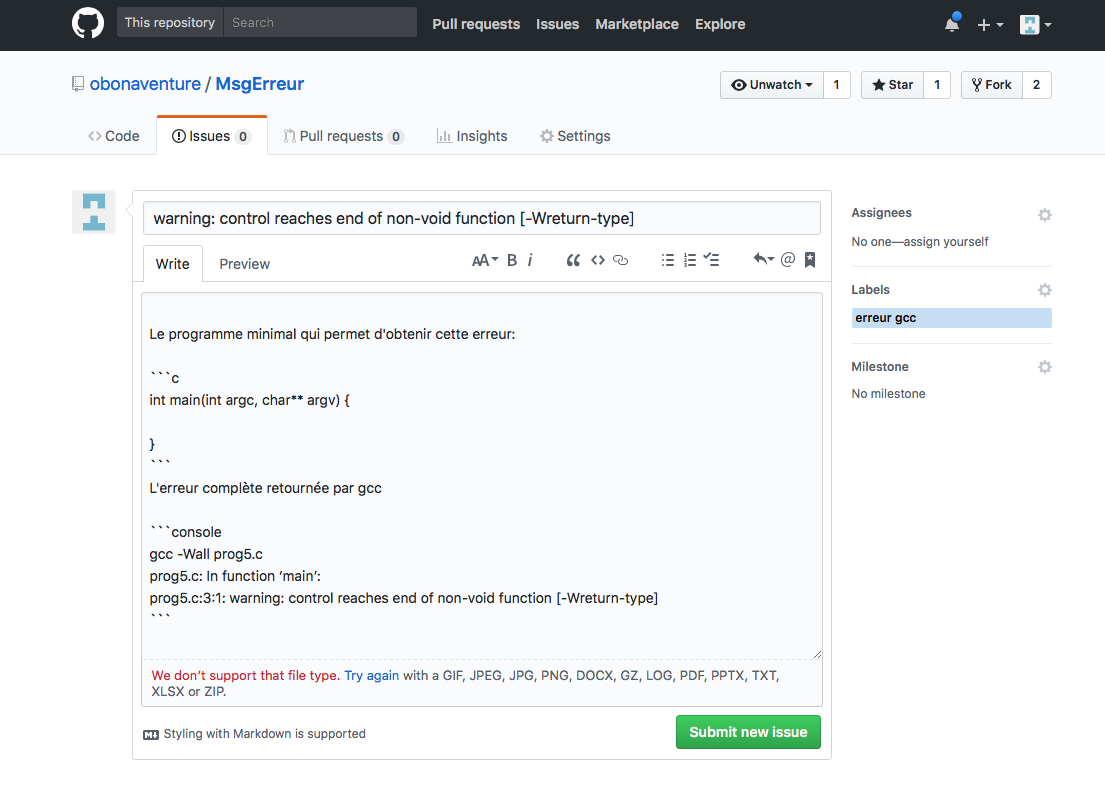 This repository Search Pull requests Issues Marketplace Explore
obonaventure / MsgErreur Unwatch 1 Star 1 Fork 2
Code Issues 0 Pull requests 0 Insights Settings
warning: control reaches end of non-void function [-Wreturn-type]
Write Preview AA B i
Le programme minimal qui permet d'obtenir cette erreur:
```c
int main(int argc, char** argv) {
}
```
L'erreur complète retournée par gcc
```console
gcc -Wall prog5.c
prog5.c: In function ‘main’:
prog5.c:3:1: warning: control reaches end of non-void function [-Wreturn-type]
```
We don’t support that file type. Try again with a GIF, JPEG, JPG, PNG, DOCX, GZ, LOG, PDF, PPTX, TXT,
XLSX or ZIP.
Styling with Markdown is supported
Submit new issue
Assignees
No one—assign yourself
Labels
erreur gcc
Milestone
No milestone